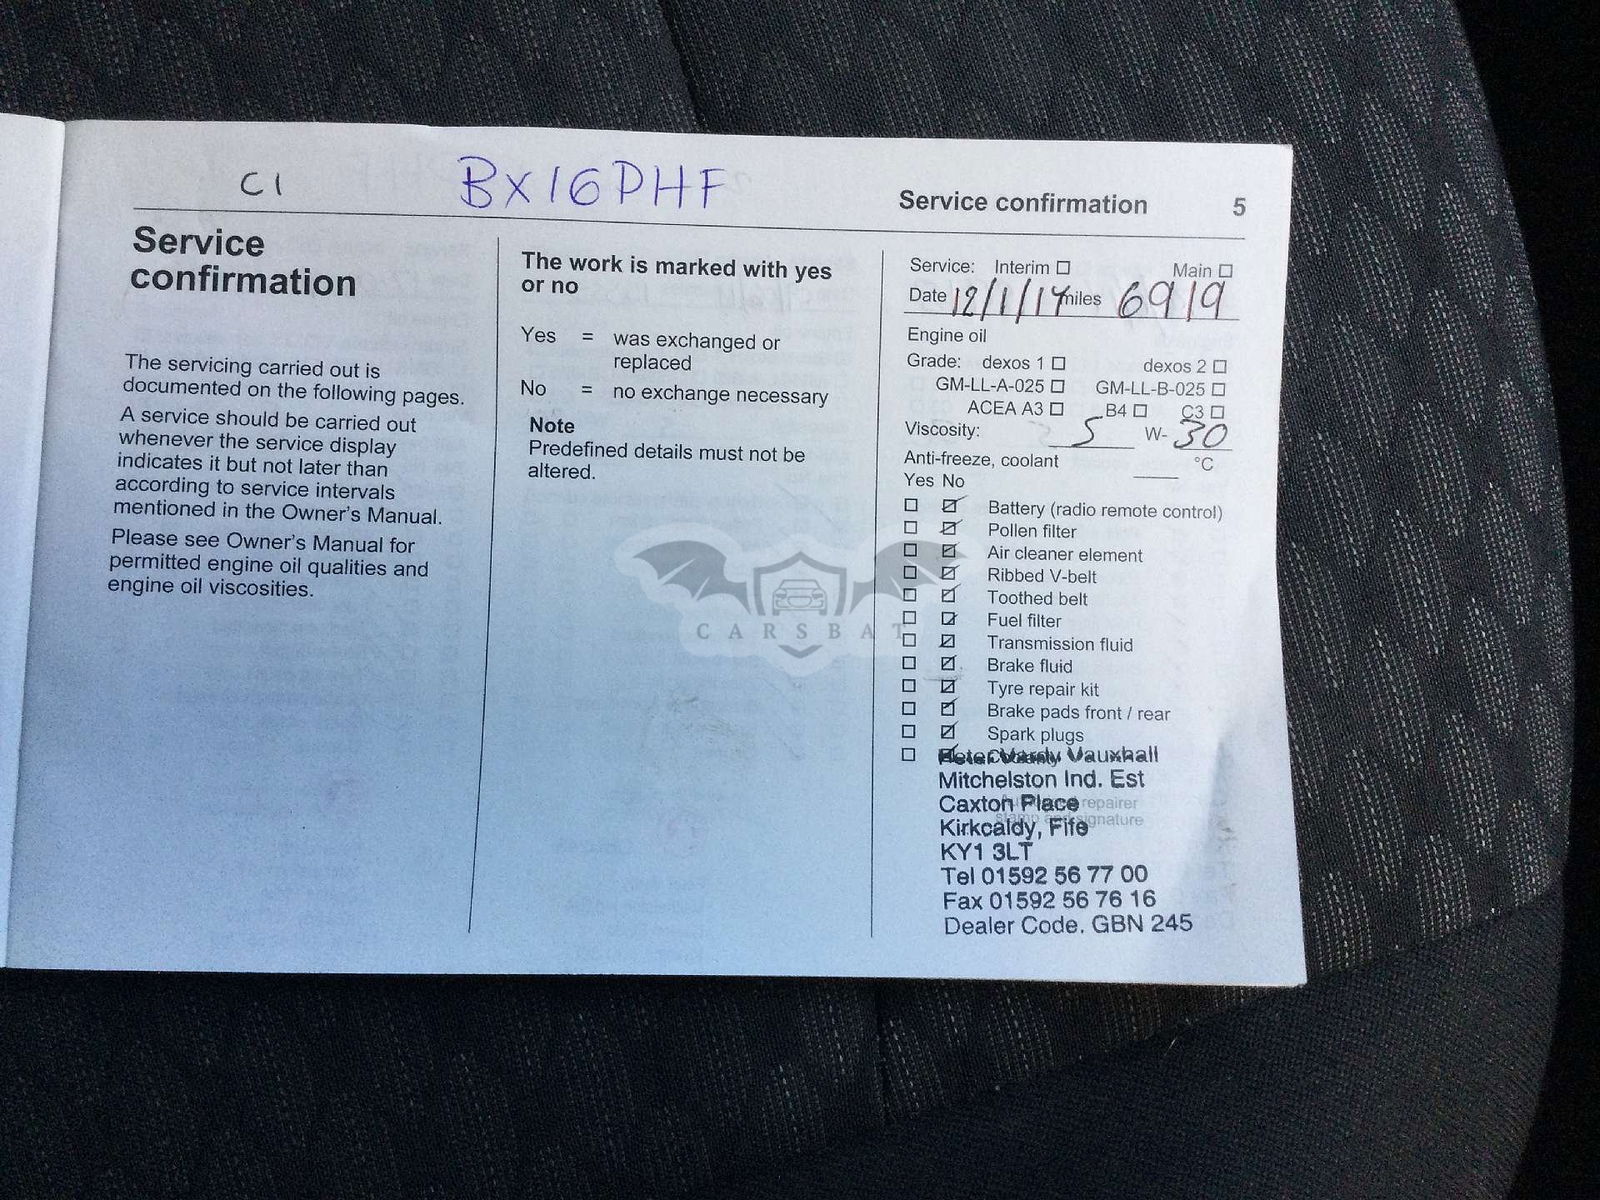 C1
BX16PHF
Service confirmation 5
Service
confirmation
The servicing carried out is
documented on the following pages.
A service should be carried out
whenever the service display
indicates it but not later than
according to service intervals
mentioned in the Owner's Manual.
Please see Owner's Manual for
permitted engine oil qualities and
engine oil viscosities.
The work is marked with yes
or no
Yes = was exchanged or
replaced
No = no exchange necessary
Note
Predefined details must not be
altered.
Service: Interim ☐ Main ☐
Date 12/1/17 miles 6919
Engine oil
Grade: dexos 1 ☐ dexos 2 ☐
GM-LL-A-025 ☐ GM-LL-B-025 ☐
ACEA A3 ☐ B4 ☐ C3 ☐
Viscosity: 5 W- 30
Anti-freeze, coolant °C
Yes No
☐ ☑ Battery (radio remote control)
☐ ☑ Pollen filter
☐ ☑ Air cleaner element
☐ ☑ Ribbed V-belt
☐ ☑ Toothed belt
☐ ☑ Fuel filter
☐ ☑ Transmission fluid
☐ ☑ Brake fluid
☐ ☑ Tyre repair kit
☐ ☑ Brake pads front / rear
☐ ☑ Spark plugs
Vardy Vauxhall
Mitchelston Ind. Est
Caxton Place
repairer
stamp and signature
Kirkcaldy, Fife
KY1 3LT
Tel 01592 56 77 00
Fax 01592 56 76 16
Dealer Code. GBN 245
CARSBAT